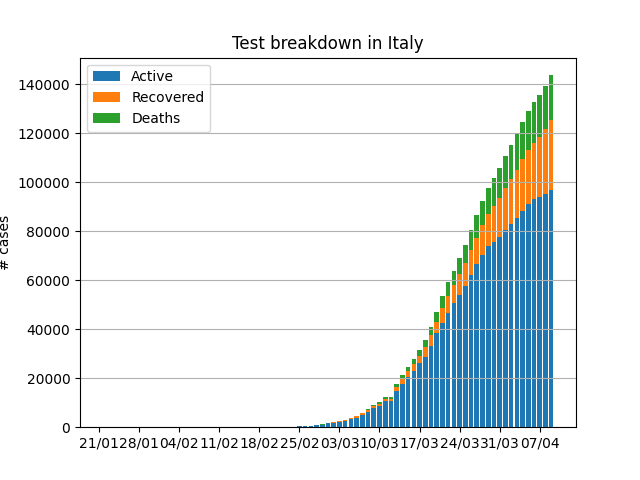 Test breakdown in Italy
Active
Recovered
Deaths
140000
120000
100000
80000
60000
40000
20000
0
# cases
21/01 28/01 04/02 11/02 18/02 25/02 03/03 10/03 17/03 24/03 31/03 07/04